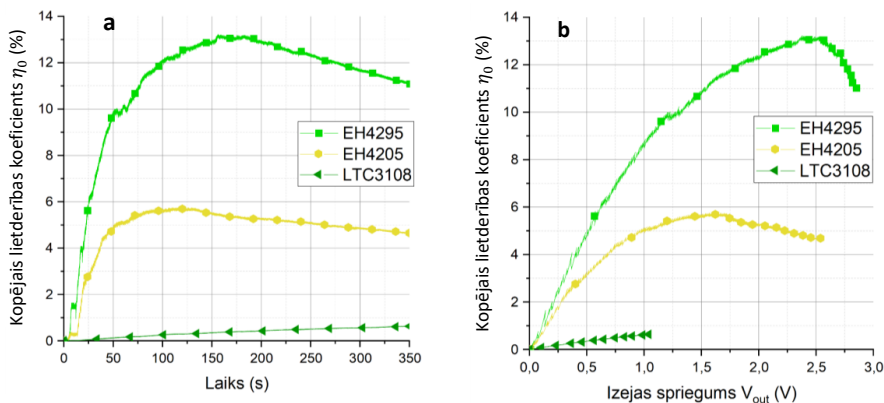 a
Kopējais lietderības koeficients η0 (%)
14
12
10
8
6
4
2
0
0
50
100
150
200
250
300
350
Laiks (s)
EH4295
EH4205
LTC3108
b
Kopējais lietderības koeficients η0 (%)
14
12
10
8
6
4
2
0
0,0
0,5
1,0
1,5
2,0
2,5
3,0
Izejas spriegums Vout (V)
EH4295
EH4205
LTC3108